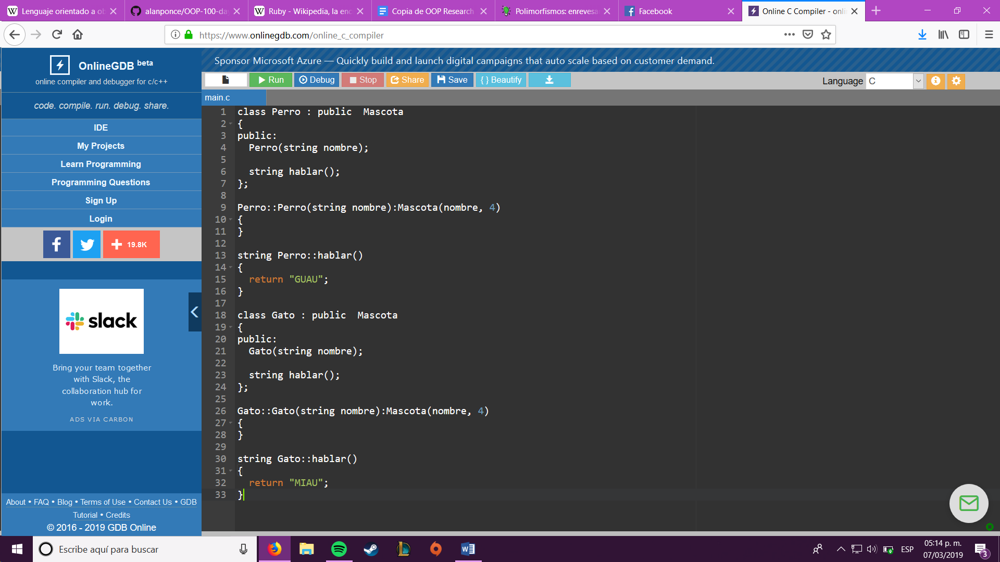 Lenguaje orientado a ob
alanponce/OOP-100-da
Ruby - Wikipedia, la enc
Copia de OOP Research
Polimorfismos: enrevesa
Facebook
Online C Compiler - onli
https://www.onlinegdb.com/online_c_compiler
OnlineGDB beta
online compiler and debugger for c/c++
code. compile. run. debug. share.
IDE
My Projects
Learn Programming
Programming Questions
Sign Up
Login
19.8K
slack
Bring your team together
with Slack, the
collaboration hub for
work.
ADS VIA CARBON
About • FAQ • Blog • Terms of Use • Contact Us • GDB
Tutorial • Credits
© 2016 - 2019 GDB Online
Sponsor Microsoft Azure — Quickly build and launch digital campaigns that auto scale based on customer demand.
Run Debug Stop Share Save { } Beautify
Language C
main.c
1 class Perro : public  Mascota
2 {
3 public:
4   Perro(string nombre);
5
6   string hablar();
7 };
8
9 Perro::Perro(string nombre):Mascota(nombre, 4)
10 {
11 }
12
13 string Perro::hablar()
14 {
15   return "GUAU";
16 }
17
18 class Gato : public  Mascota
19 {
20 public:
21   Gato(string nombre);
22
23   string hablar();
24 };
25
26 Gato::Gato(string nombre):Mascota(nombre, 4)
27 {
28 }
29
30 string Gato::hablar()
31 {
32   return "MIAU";
33 }
Escribe aquí para buscar
ESP
05:14 p. m.
07/03/2019
3